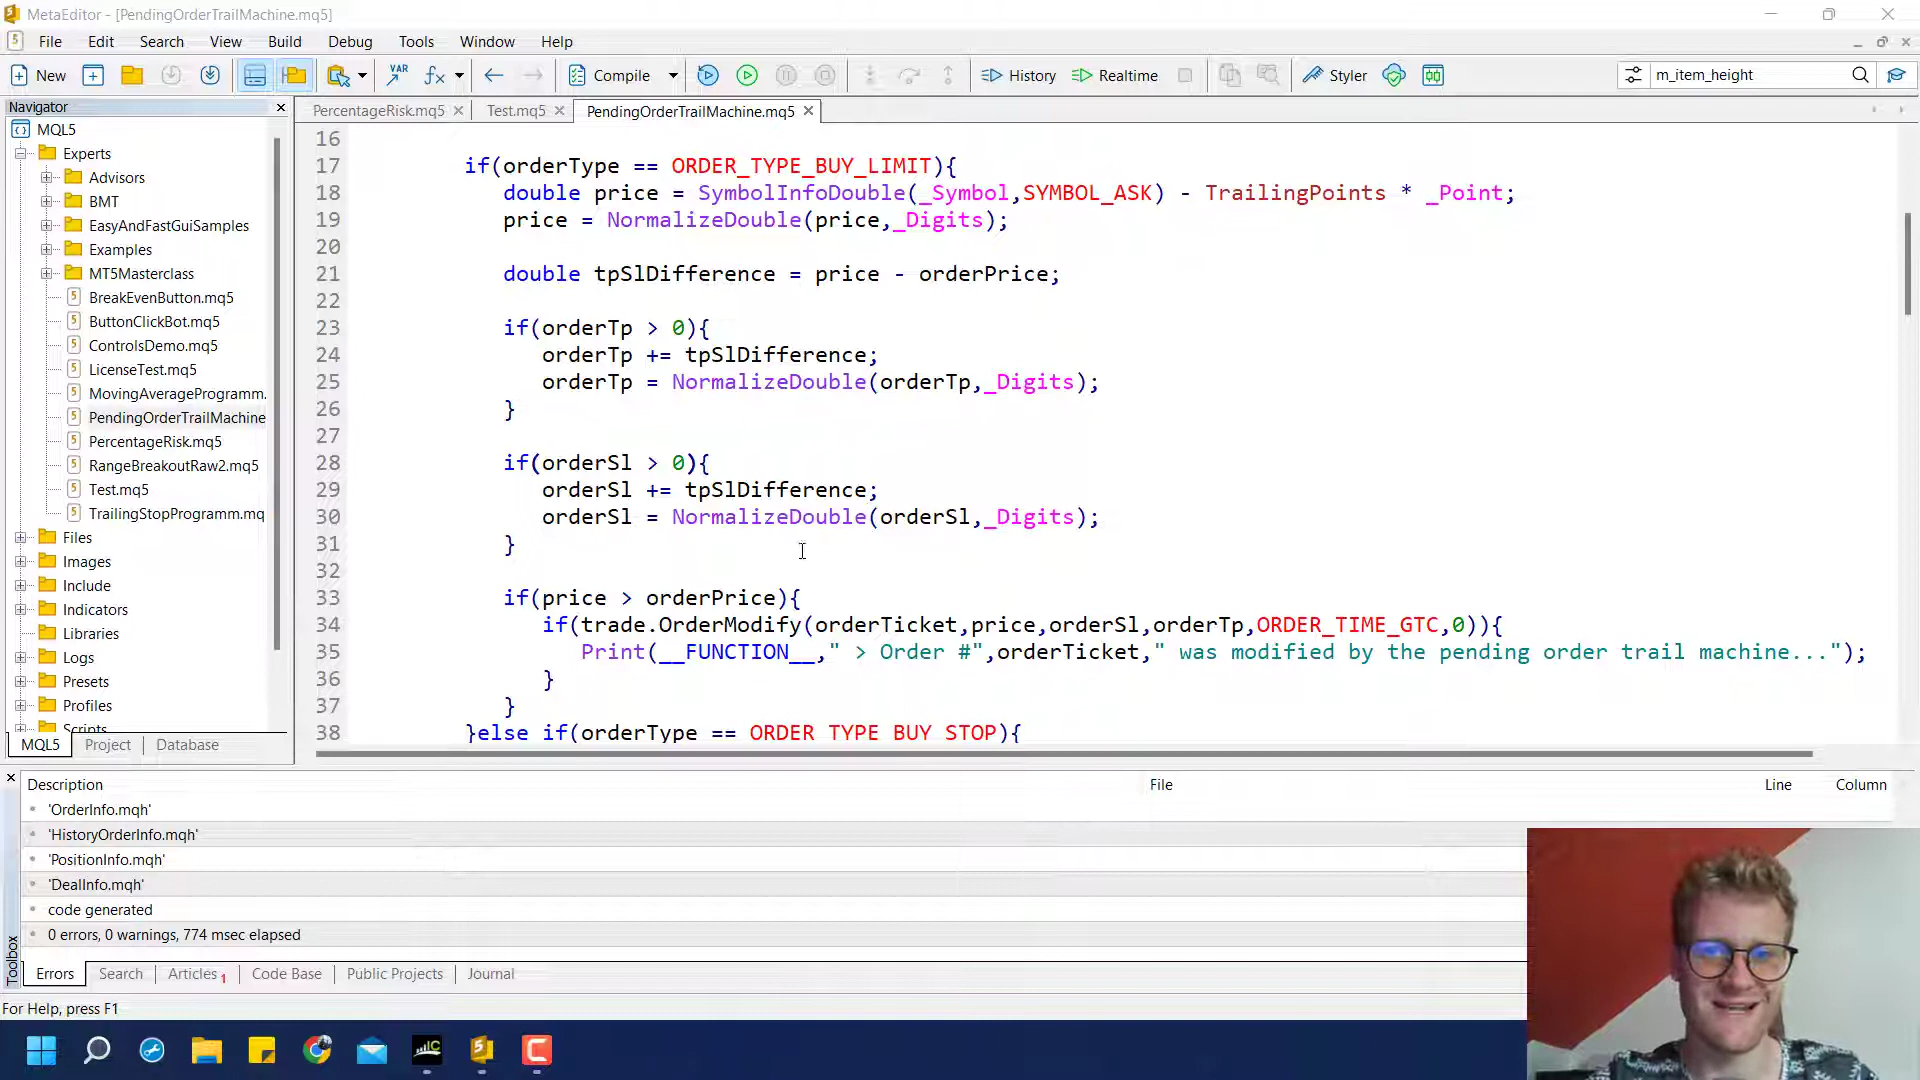 MetaEditor - [PendingOrderTrailMachine.mq5]
File Edit Search View Build Debug Tools Window Help
New VAR fx Compile History Realtime Styler m_item_height
Navigator
PercentageRisk.mq5 Test.mq5 PendingOrderTrailMachine.mq5
MQL5
Experts
Advisors
BMT
EasyAndFastGuiSamples
Examples
MT5Masterclass
BreakEvenButton.mq5
ButtonClickBot.mq5
ControlsDemo.mq5
LicenseTest.mq5
MovingAverageProgramm.
PendingOrderTrailMachine
PercentageRisk.mq5
RangeBreakoutRaw2.mq5
Test.mq5
TrailingStopProgramm.mq
Files
Images
Include
Indicators
Libraries
Logs
Presets
Profiles
Scripts
MQL5 Project Database
16
17 if(orderType == ORDER_TYPE_BUY_LIMIT){
18 double price = SymbolInfoDouble(_Symbol,SYMBOL_ASK) - TrailingPoints * _Point;
19 price = NormalizeDouble(price,_Digits);
20
21 double tpSlDifference = price - orderPrice;
22
23 if(orderTp > 0){
24 orderTp += tpSlDifference;
25 orderTp = NormalizeDouble(orderTp,_Digits);
26 }
27
28 if(orderSl > 0){
29 orderSl += tpSlDifference;
30 orderSl = NormalizeDouble(orderSl,_Digits);
31 }
32
33 if(price > orderPrice){
34 if(trade.OrderModify(orderTicket,price,orderSl,orderTp,ORDER_TIME_GTC,0)){
35 Print(__FUNCTION__," > Order #",orderTicket," was modified by the pending order trail machine...");
36 }
37 }
38 }else if(orderType == ORDER_TYPE_BUY_STOP){
Description File Line Column
'OrderInfo.mqh'
'HistoryOrderInfo.mqh'
'PositionInfo.mqh'
'DealInfo.mqh'
code generated
0 errors, 0 warnings, 774 msec elapsed
Toolbox
Errors Search Articles 1 Code Base Public Projects Journal
For Help, press F1
IC 5 C